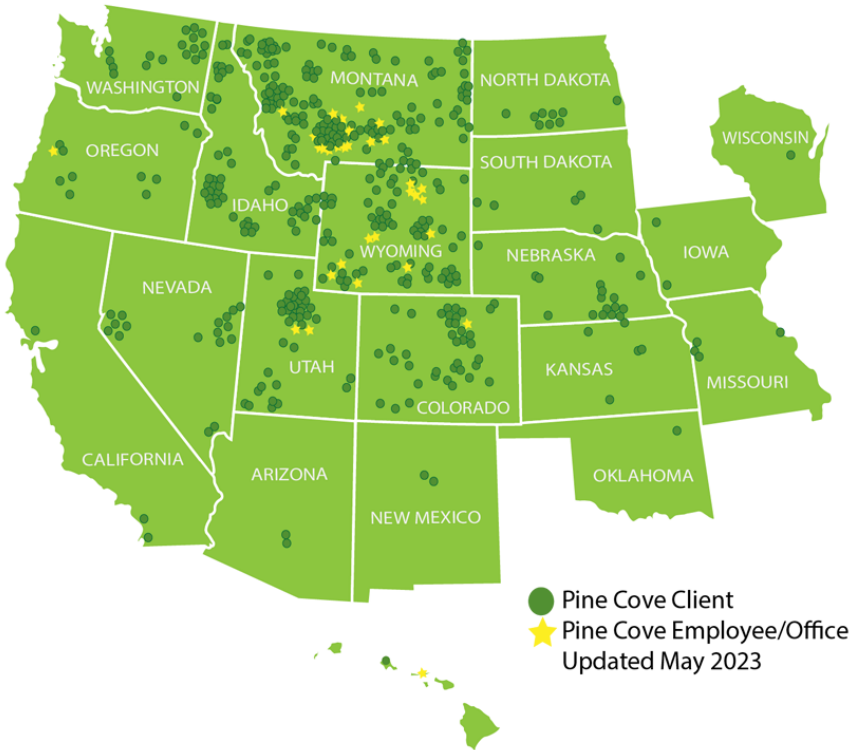 WASHINGTON
MONTANA
NORTH DAKOTA
WISCONSIN
OREGON
SOUTH DAKOTA
IDAHO
WYOMING
NEBRASKA
IOWA
NEVADA
UTAH
COLORADO
KANSAS
MISSOURI
CALIFORNIA
ARIZONA
NEW MEXICO
OKLAHOMA
Pine Cove Client
Pine Cove Employee/Office
Updated May 2023